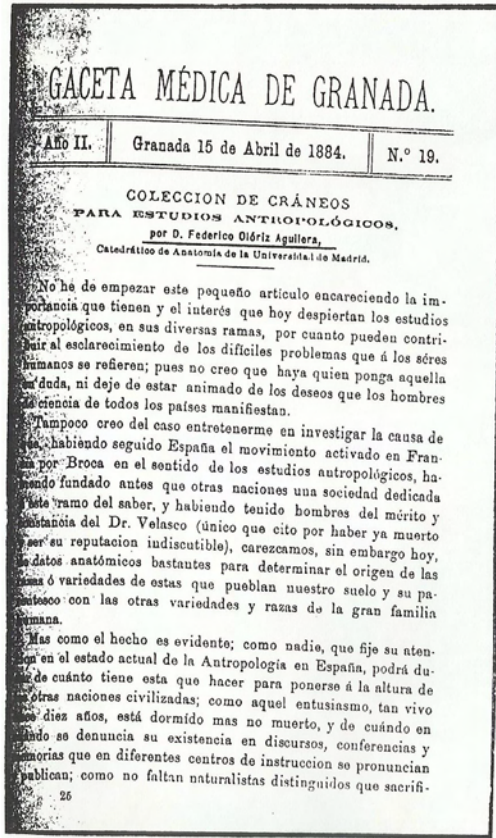 GACETA MÉDICA DE GRANADA.
Año II. Granada 15 de Abril de 1884. N.º 19.
COLECCION DE CRÁNEOS
PARA ESTUDIOS ANTROPOLÓGICOS,
por D. Federico Olóriz Aguilera,
Catedrático de Anatomía de la Universidad de Madrid.
No he de empezar este pequeño artículo encareciendo la im-
portancia que tienen y el interés que hoy despiertan los estudios
antropológicos, en sus diversas ramas, por cuanto pueden contri-
buir al esclarecimiento de los difíciles problemas que á los séres
humanos se refieren; pues no creo que haya quien ponga aquella
en duda, ni deje de estar animado de los deseos que los hombres
de ciencia de todos los países manifiestan.
Tampoco creo del caso entretenerme en investigar la causa de
que, habiendo seguido España el movimiento activado en Fran-
cia por Broca en el sentido de los estudios antropológicos, ha-
biendo fundado antes que otras naciones una sociedad dedicada
á este ramo del saber, y habiendo tenido hombres del mérito y
constancia del Dr. Velasco (único que cito por haber ya muerto
y ser su reputacion indiscutible), carezcamos, sin embargo hoy,
de datos anatómicos bastantes para determinar el origen de las
razas ó variedades de estas que pueblan nuestro suelo y su pa-
rentesco con las otras variedades y razas de la gran familia
humana.
Mas como el hecho es evidente; como nadie, que fije su aten-
cion en el estado actual de la Antropología en España, podrá du-
dar de cuánto tiene esta que hacer para ponerse á la altura de
otras naciones civilizadas; como aquel entusiasmo, tan vivo
hace diez años, está dormído mas no muerto, y de cuándo en
cuándo se denuncia su existencia en discursos, conferencias y
memorias que en diferentes centros de instruccion se pronuncian
publican; como no faltan naturalistas distinguidos que sacrifi-
25